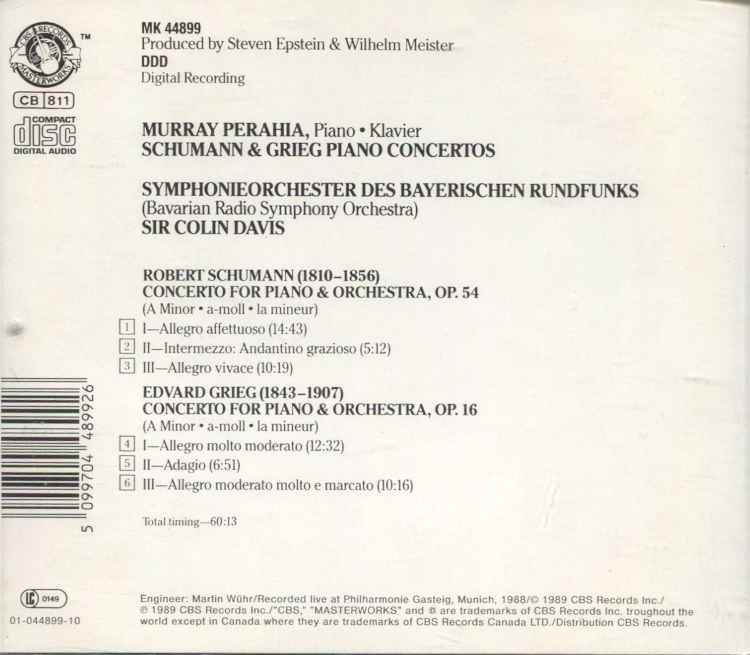 CBS RECORDS
MASTERWORKS
TM
CB 811
COMPACT
disc
DIGITAL AUDIO
MK 44899
Produced by Steven Epstein & Wilhelm Meister
DDD
Digital Recording
MURRAY PERAHIA, Piano • Klavier
SCHUMANN & GRIEG PIANO CONCERTOS
SYMPHONIEORCHESTER DES BAYERISCHEN RUNDFUNKS
(Bavarian Radio Symphony Orchestra)
SIR COLIN DAVIS
ROBERT SCHUMANN (1810–1856)
CONCERTO FOR PIANO & ORCHESTRA, OP. 54
(A Minor • a-moll • la mineur)
1 I—Allegro affettuoso (14:43)
2 II—Intermezzo: Andantino grazioso (5:12)
3 III—Allegro vivace (10:19)
EDVARD GRIEG (1843–1907)
CONCERTO FOR PIANO & ORCHESTRA, OP. 16
(A Minor • a-moll • la mineur)
4 I—Allegro molto moderato (12:32)
5 II—Adagio (6:51)
6 III—Allegro moderato molto e marcato (10:16)
Total timing—60:13
5 099704 489926
LC 0149
01-044899-10
Engineer: Martin Wöhr/Recorded live at Philharmonie Gasteig, Munich, 1988/© 1989 CBS Records Inc./
℗ 1989 CBS Records Inc./"CBS," "MASTERWORKS" and are trademarks of CBS Records Inc. troughout the
world except in Canada where they are trademarks of CBS Records Canada LTD./Distribution CBS Records.